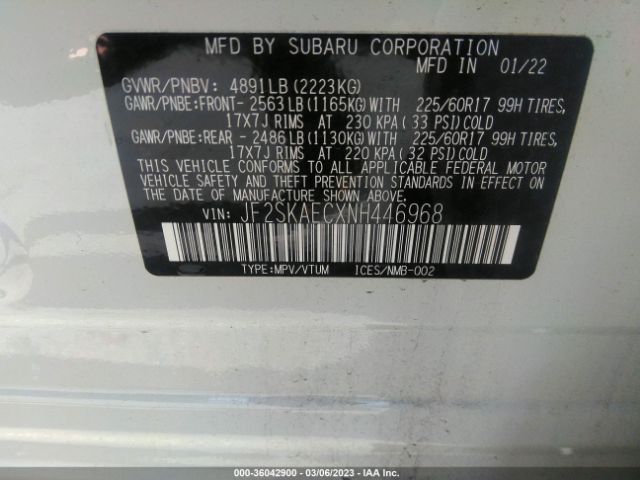 MFD BY SUBARU CORPORATION
MFD IN 01/22
GVWR/PNBV: 4891LB (2223KG)
GAWR/PNBE:FRONT- 2563 LB (1165KG) WITH 225/60R17 99H TIRES,
17X7J RIMS AT 230 KPA ( 33 PSI) COLD
GAWR/PNBE:REAR - 2486 LB (1130KG) WITH 225/60R17 99H TIRES,
17X7J RIMS AT 220 KPA ( 32 PSI) COLD
THIS VEHICLE CONFORMS TO ALL APPLICABLE FEDERAL MOTOR
VEHICLE SAFETY AND THEFT PREVENTION STANDARDS IN EFFECT
ON THE DATE OF MANUFACTURE SHOWN ABOVE.
VIN: JF2SKAECXNH446968
TYPE:MPV/VTUM ICES/NMB-002
000-36042900 - 03/06/2023 - IAA Inc.